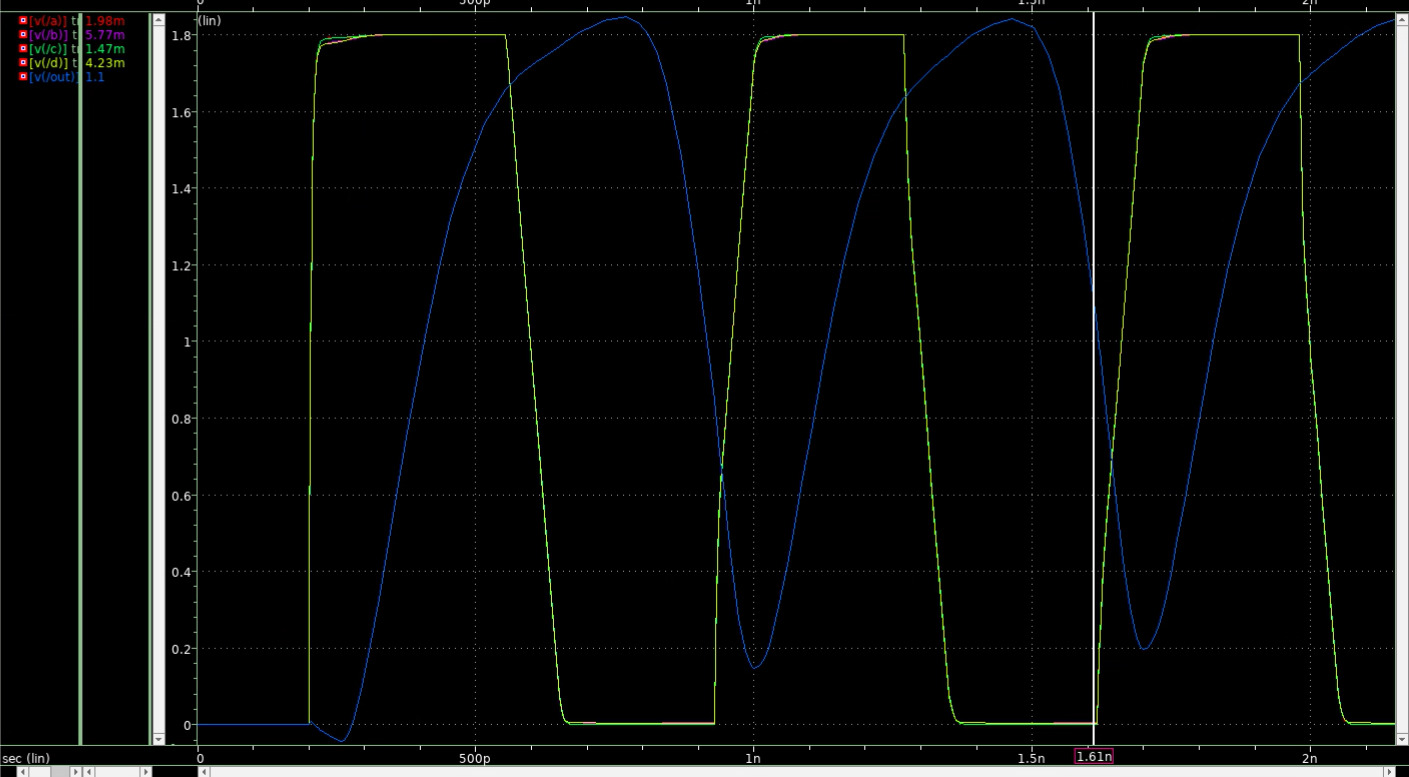 0 500p 1n 1.5n 2n
[v(/a)] tr 1.98m
[v(/b)] t 5.77m
[v(/c)] t 1.47m
[v(/d)] t 4.23m
[v(/out)] 1.1
(lin)
1.8
1.6
1.4
1.2
1
0.8
0.6
0.4
0.2
0
sec (lin) 0 500p 1n 1.5n 1.61n 2n